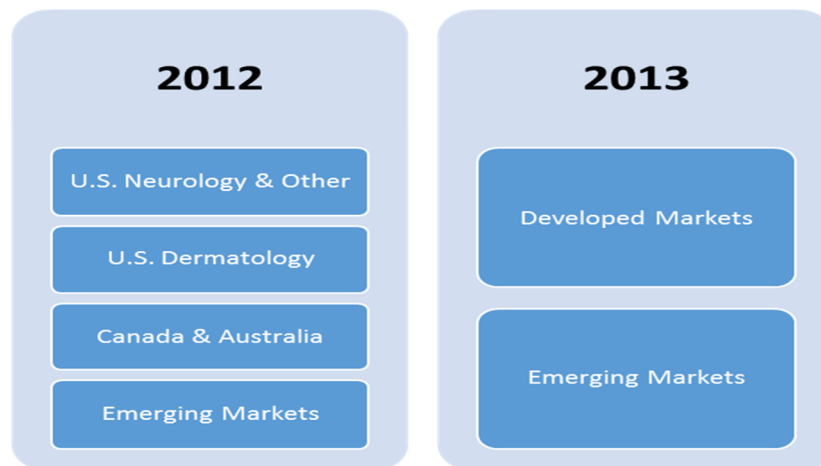 2012
U.S. Neurology & Other
U.S. Dermatology
Canada & Australia
Emerging Markets
2013
Developed Markets
Emerging Markets